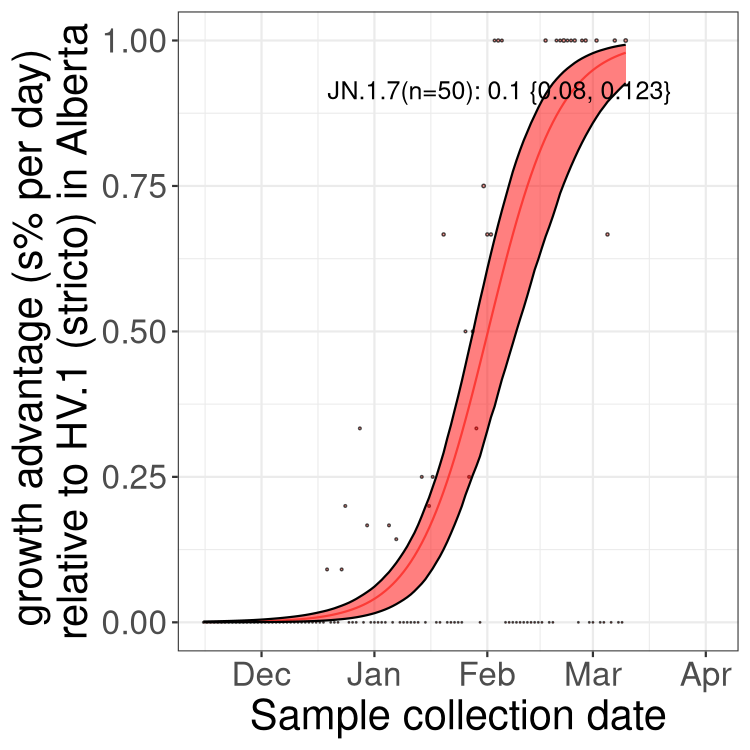 growth advantage (s% per day)
relative to HV.1 (stricto) in Alberta
1.00
0.75
0.50
0.25
0.00
JN.1.7(n=50): 0.1 {0.08, 0.123}
Dec Jan Feb Mar Apr
Sample collection date